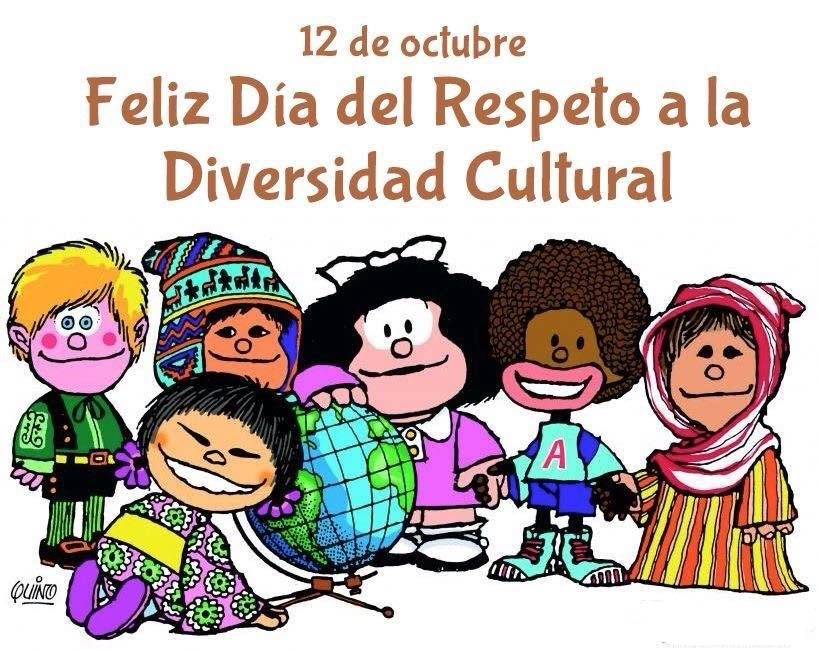 12 de octubre
Feliz Día del Respeto a la
Diversidad Cultural
A
QUINO